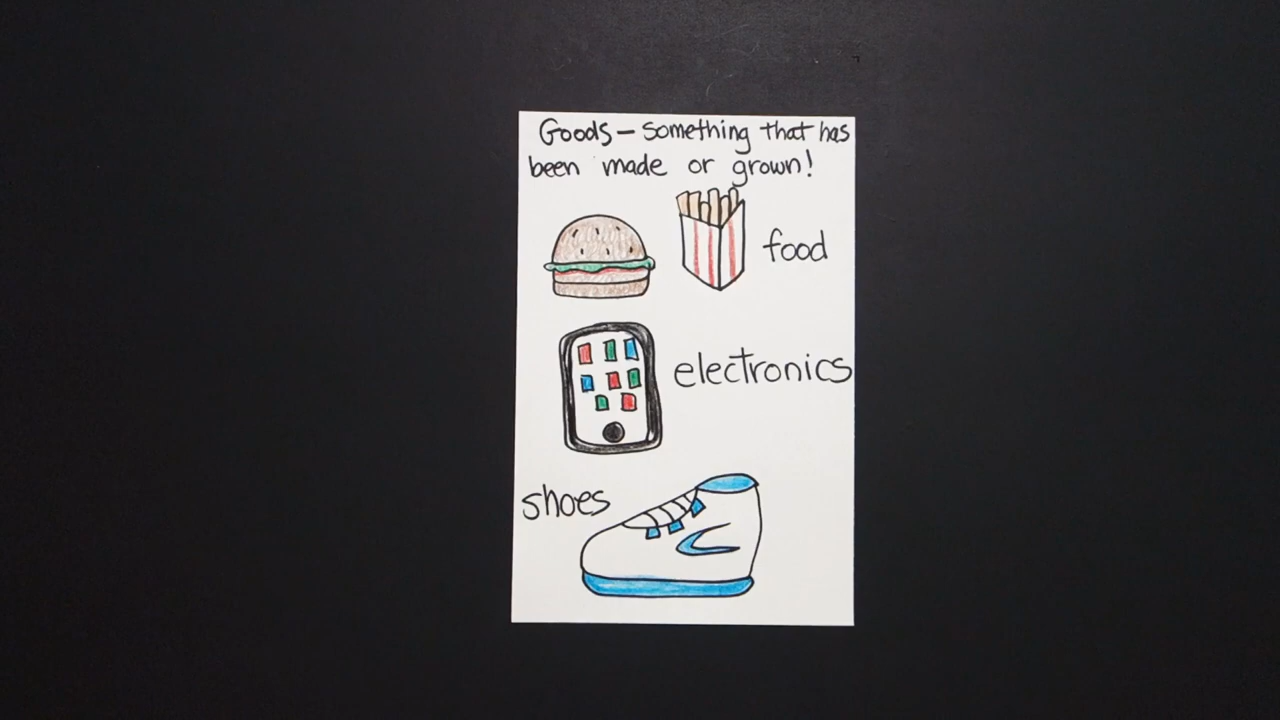 Goods – something that has
been made or grown!
food
electronics
shoes